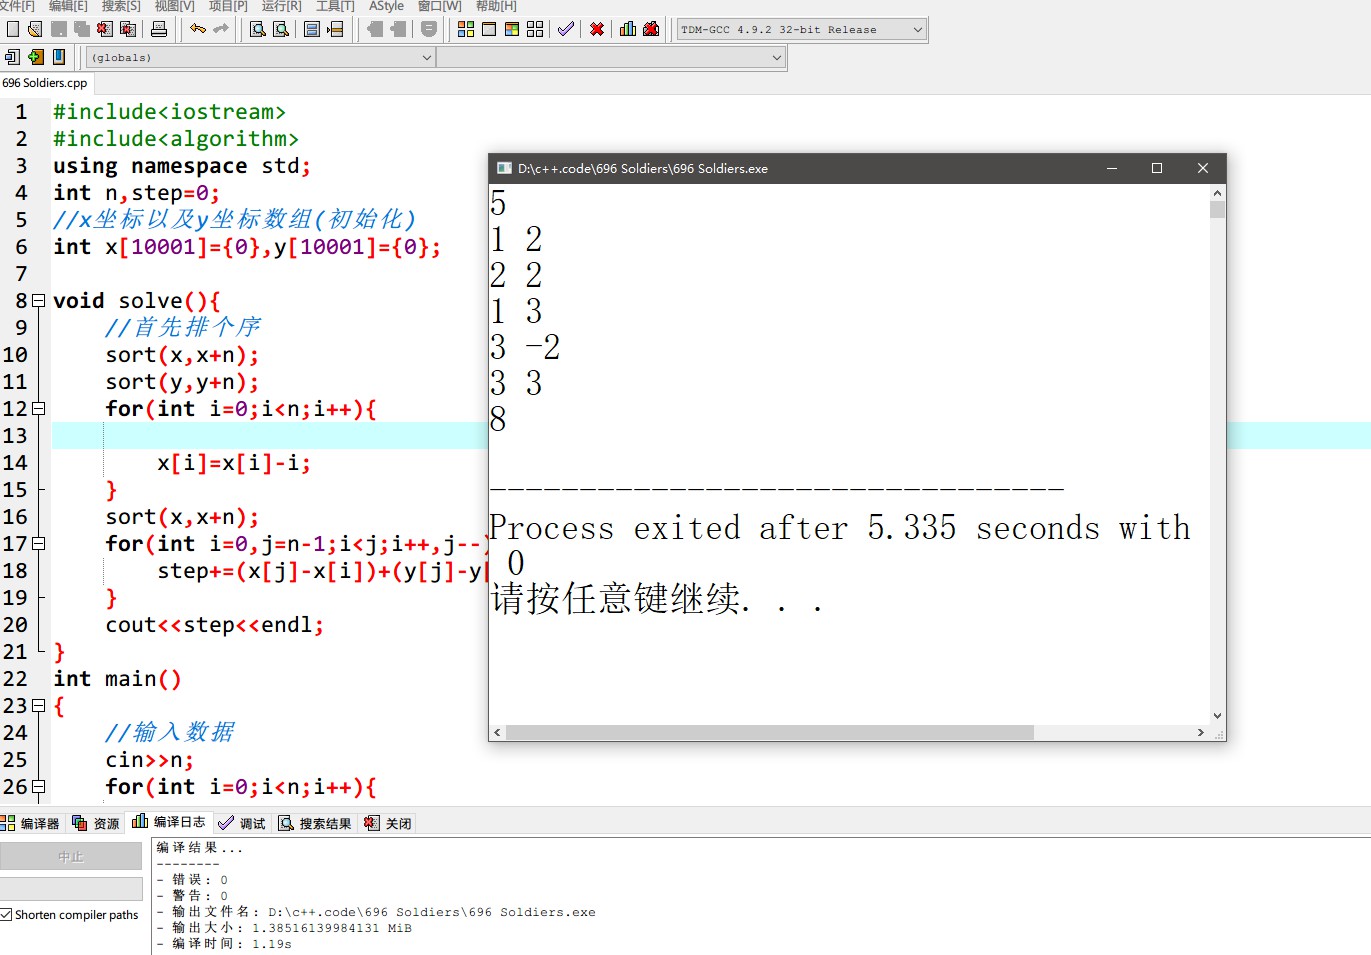 文件[F] 编辑[E] 搜索[S] 视图[V] 项目[P] 运行[R] 工具[T] AStyle 窗口[W] 帮助[H]
TDM-GCC 4.9.2 32-bit Release
(globals)
696 Soldiers.cpp
1 #include<iostream>
2 #include<algorithm>
3 using namespace std;
4 int n,step=0;
5 //x坐标以及y坐标数组(初始化)
6 int x[10001]={0},y[10001]={0};
7
8 void solve(){
9 //首先排个序
10 sort(x,x+n);
11 sort(y,y+n);
12 for(int i=0;i<n;i++){
13
14 x[i]=x[i]-i;
15 }
16 sort(x,x+n);
17 for(int i=0,j=n-1;i<j;i++,j--)
18 step+=(x[j]-x[i])+(y[j]-y[
19 }
20 cout<<step<<endl;
21 }
22 int main()
23 {
24 //输入数据
25 cin>>n;
26 for(int i=0;i<n;i++){
D:\c++.code\696 Soldiers\696 Soldiers.exe
5
1 2
2 2
1 3
3 -2
3 3
8
--------------------------------
Process exited after 5.335 seconds with
0
请按任意键继续. . .
编译器 资源 编译日志 调试 搜索结果 关闭
中止
Shorten compiler paths
编译结果...
--------
- 错误: 0
- 警告: 0
- 输出文件名: D:\c++.code\696 Soldiers\696 Soldiers.exe
- 输出大小: 1.38516139984131 MiB
- 编译时间: 1.19s